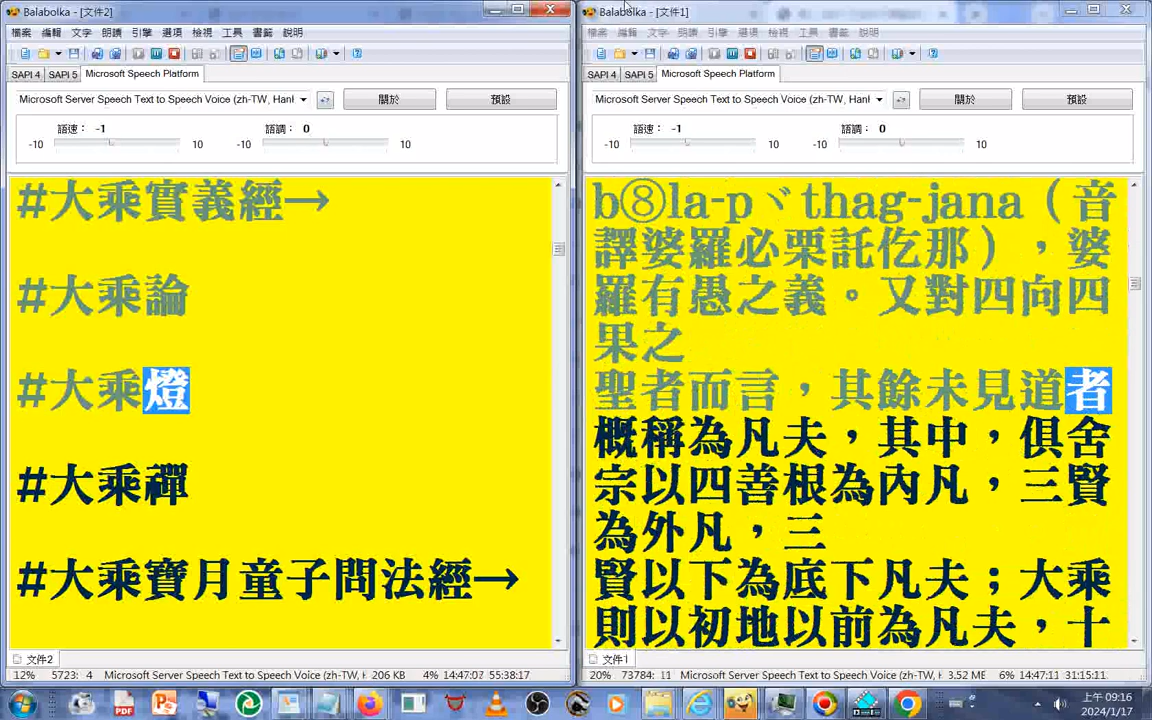 Balabolka - [文件2]
檔案 編輯 文字 朗讀 引擎 選項 檢視 工具 書籤 說明
SAPI 4 SAPI 5 Microsoft Speech Platform
Microsoft Server Speech Text to Speech Voice (zh-TW, Hanl
關於 預設
語速： -1 語調： 0
-10 10 -10 10
#大乘實義經→
#大乘論
#大乘燈
#大乘禪
#大乘寶月童子問法經→
文件2
12% 5723: 4 Microsoft Server Speech Text to Speech Voice (zh-TW, H 206 KB 4% 14:47:07 55:38:17
Balabolka - [文件1]
檔案 編輯 文字 朗讀 引擎 選項 檢視 工具 書籤 說明
SAPI 4 SAPI 5 Microsoft Speech Platform
Microsoft Server Speech Text to Speech Voice (zh-TW, Hanl
關於 預設
語速： -1 語調： 0
-10 10 -10 10
b⑧la-pヾthag-jana（音
譯婆羅必栗託仡那），婆
羅有愚之義。又對四向四
果之
聖者而言，其餘未見道者
概稱為凡夫，其中，俱舍
宗以四善根為內凡，三賢
為外凡，三
賢以下為底下凡夫；大乘
則以初地以前為凡夫，十
文件1
20% 73784: 11 Microsoft Server Speech Text to Speech Voice (zh-TW, H 3.52 MB 6% 14:47:11 31:15:11
上午 09:16
2024/1/17